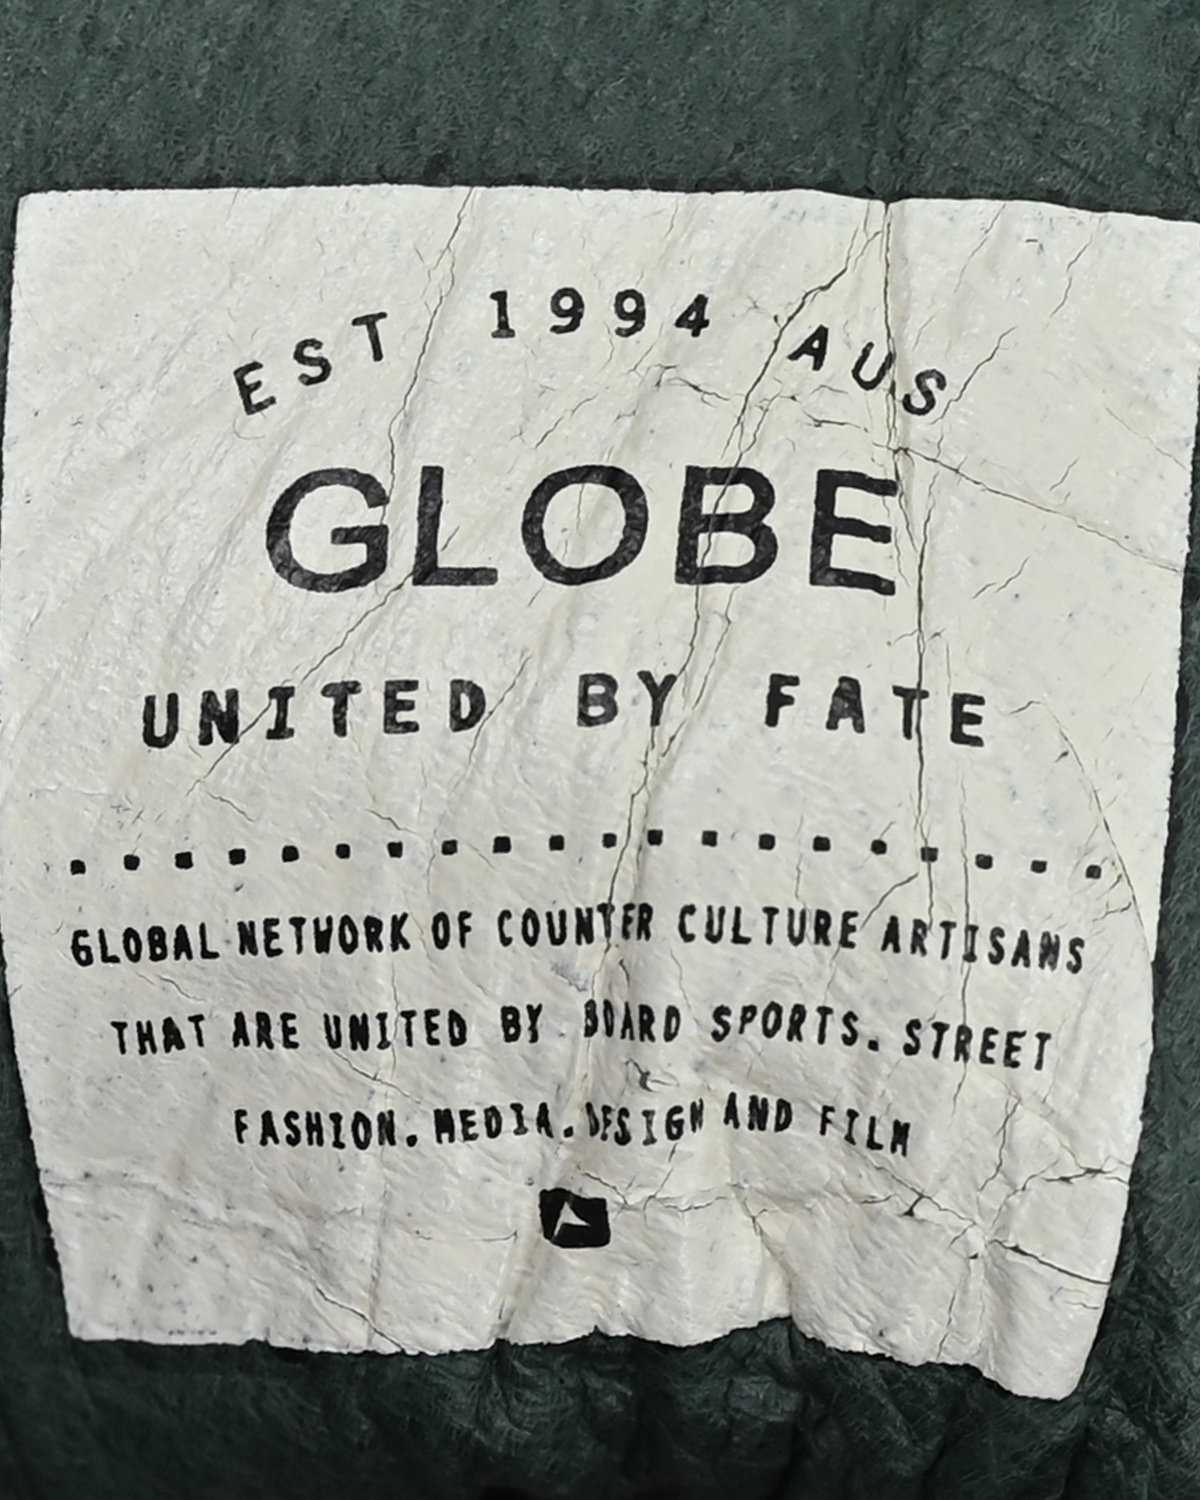 EST 1994 AUS
GLOBE
UNITED BY FATE
GLOBAL NETWORK OF COUNTER CULTURE ARTISANS
THAT ARE UNITED BY BOARD SPORTS. STREET
FASHION. MEDIA. DESIGN AND FILM